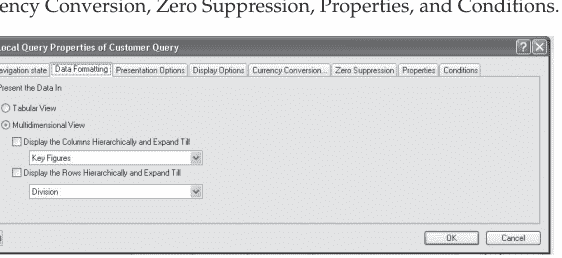 ency Conversion, Zero Suppression, Properties, and Conditions.
Local Query Properties of Customer Query
avigation state Data Formatting Presentation Options Display Options Currency Conversion... Zero Suppression Properties Conditions
Present the Data In
Tabular View
Multidimensional View
Display the Columns Hierarchically and Expand Till
Key Figures
Display the Rows Hierarchically and Expand Till
Division
OK Cancel